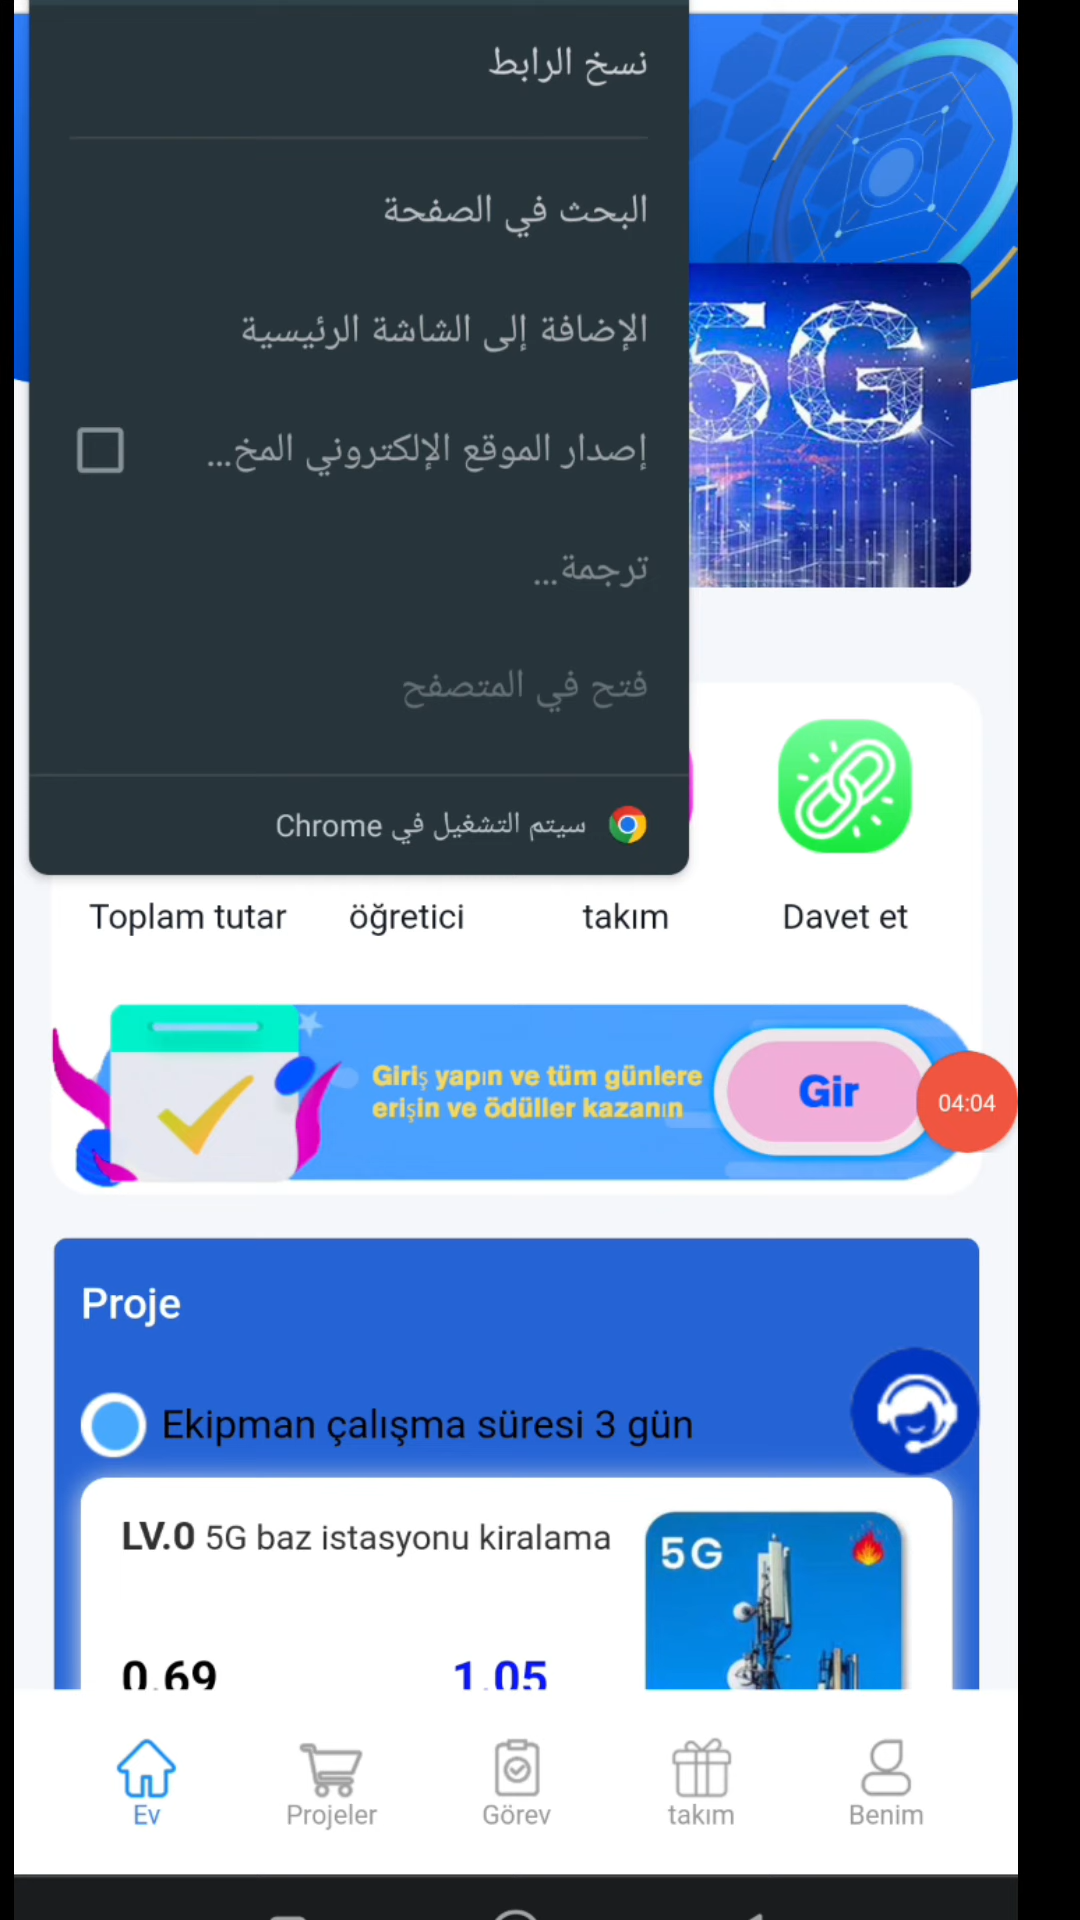 نسخ الرابط
البحث في الصفحة
الإضافة إلى الشاشة الرئيسية
إصدار الموقع الإلكتروني المخ...
ترجمة...
فتح في المتصفح
سيتم التشغيل في Chrome
5G
Toplam tutar
öğretici
takım
Davet et
Giriş yapın ve tüm günlere
erişin ve ödüller kazanın
Gir
04:04
Proje
Ekipman çalışma süresi 3 gün
LV.0 5G baz istasyonu kiralama
5G
0.69
1.05
Ev
Projeler
Görev
takım
Benim